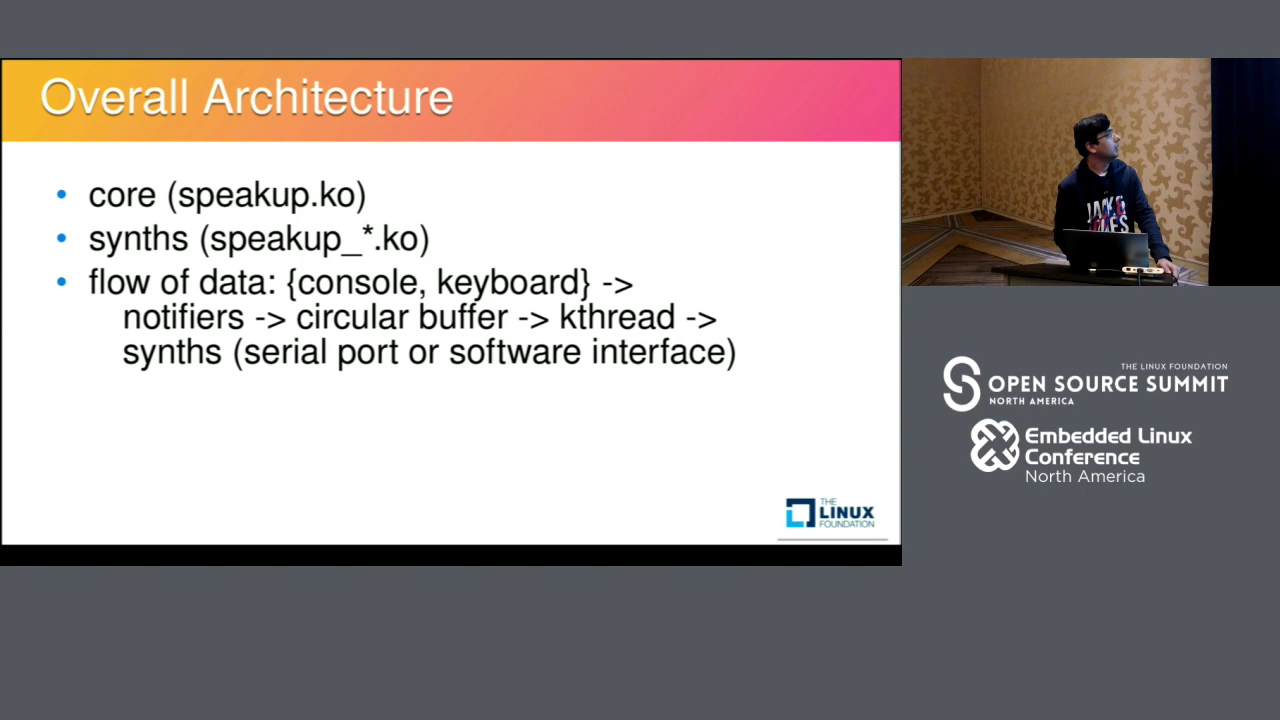 Overall Architecture
• core (speakup.ko)
• synths (speakup_*.ko)
• flow of data: {console, keyboard} ->
notifiers -> circular buffer -> kthread ->
synths (serial port or software interface)
THE
LINUX
FOUNDATION
THE LINUX FOUNDATION
OPEN SOURCE SUMMIT
NORTH AMERICA
Embedded Linux
Conference
North America